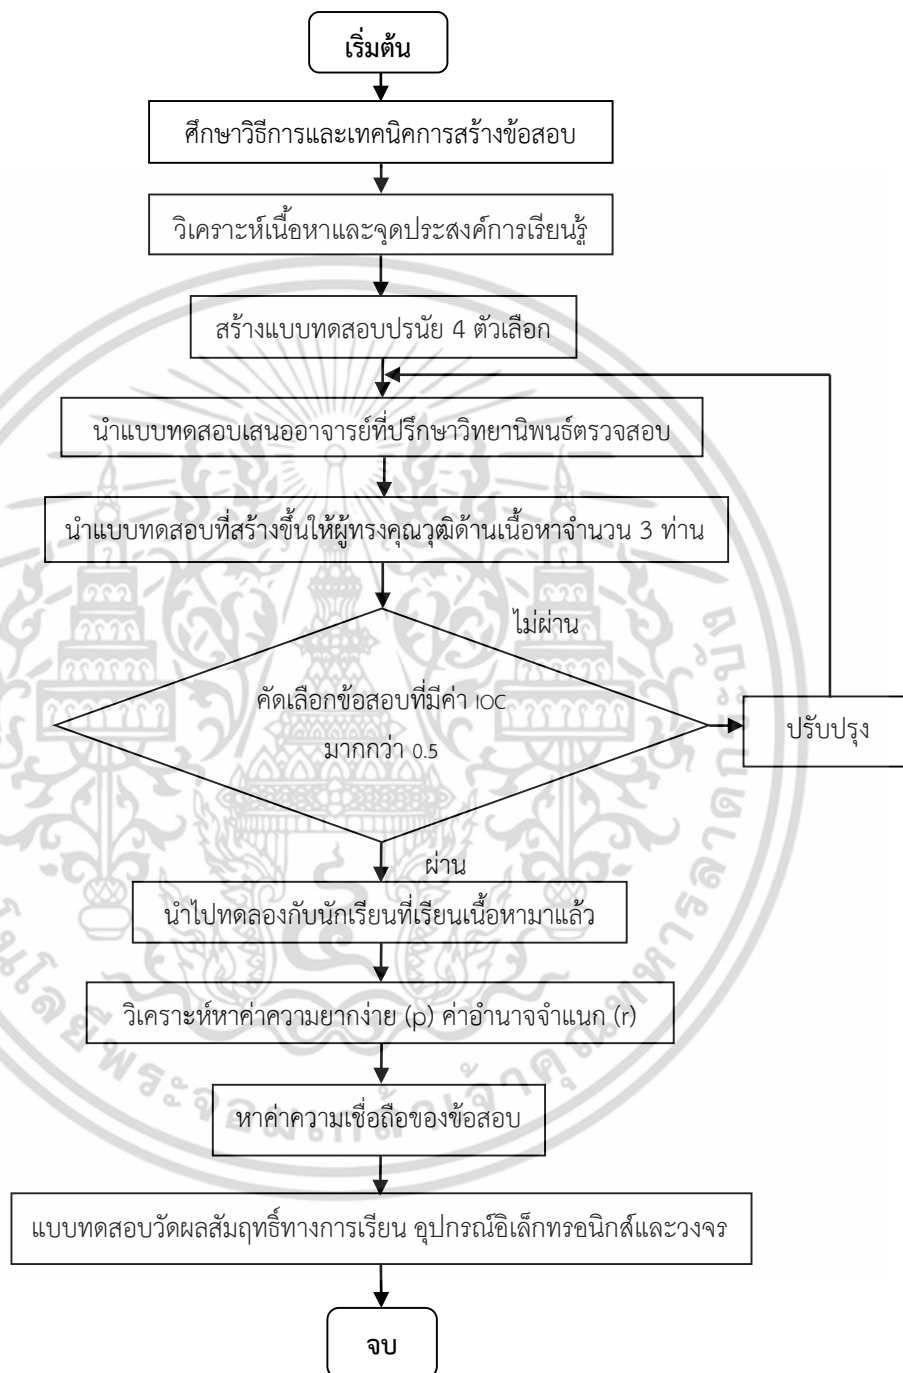 เริ่มต้น
ศึกษาวิธีการและเทคนิคการสร้างข้อสอบ
วิเคราะห์เนื้อหาและจุดประสงค์การเรียนรู้
สร้างแบบทดสอบปรนัย 4 ตัวเลือก
นำแบบทดสอบเสนออาจารย์ที่ปรึกษาวิทยานิพนธ์ตรวจสอบ
นำแบบทดสอบที่สร้างขึ้นให้ผู้ทรงคุณวุฒิด้านเนื้อหาจำนวน 3 ท่าน
ไม่ผ่าน
คัดเลือกข้อสอบที่มีค่า IOC
มากกว่า 0.5
ปรับปรุง
ผ่าน
นำไปทดลองกับนักเรียนที่เรียนเนื้อหามาแล้ว
วิเคราะห์หาค่าความยากง่าย (p) ค่าอำนาจจำแนก (r)
หาค่าความเชื่อถือของข้อสอบ
แบบทดสอบวัดผลสัมฤทธิ์ทางการเรียน อุปกรณ์อิเล็กทรอนิกส์และวงจร
จบ